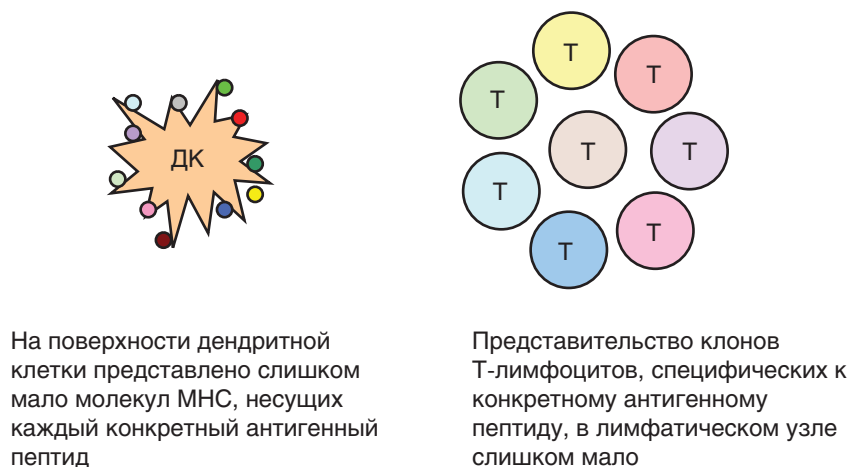 ДК
Т
Т
Т
Т
Т
Т
Т
Т
На поверхности дендритной
клетки представлено слишком
мало молекул МНС, несущих
каждый конкретный антигенный
пептид
Представительство клонов
Т-лимфоцитов, специфических к
конкретному антигенному
пептиду, в лимфатическом узле
слишком мало